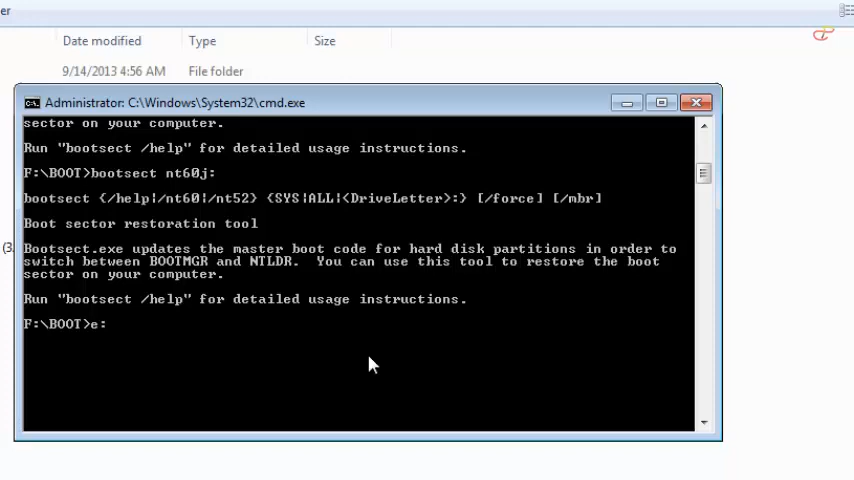 er
Date modified Type Size
9/14/2013 4:56 AM File folder
Administrator: C:\Windows\System32\cmd.exe
sector on your computer.
Run "bootsect /help" for detailed usage instructions.
F:\BOOT>bootsect nt60j:
bootsect {/help|/nt60|/nt52} {SYS|ALL|<DriveLetter>:} [/force] [/mbr]
Boot sector restoration tool
Bootsect.exe updates the master boot code for hard disk partitions in order to
switch between BOOTMGR and NTLDR.  You can use this tool to restore the boot
sector on your computer.
Run "bootsect /help" for detailed usage instructions.
F:\BOOT>e:
(3